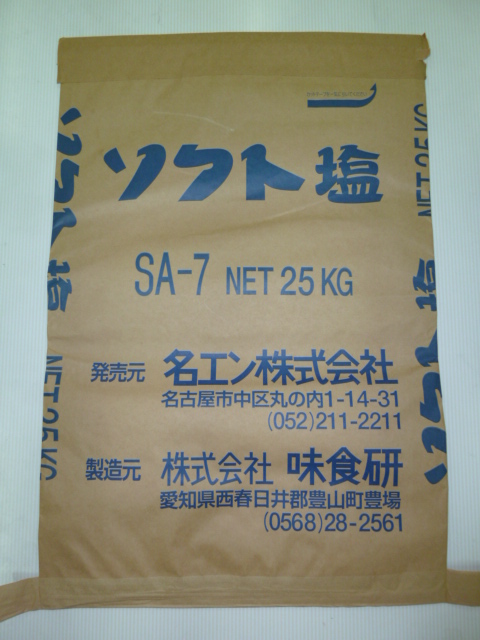 ソフト塩
SA-7 NET 25 KG
発売元 名エン株式会社
名古屋市中区丸の内1-14-31
(052)211-2211
製造元 株式会社 味食研
愛知県西春日井郡豊山町豊場
(0568)28-2561
ソフト塩 NET 25 KG
NET 25 KG
ソフト塩